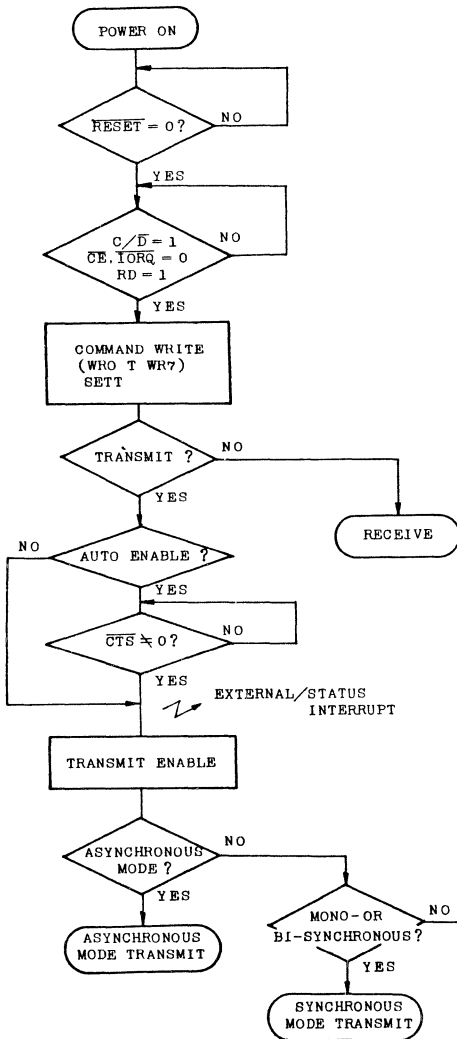 POWER ON
RESET = 0?
NO
YES
C/D = 1
CE, IORQ = 0
RD = 1
NO
YES
COMMAND WRITE
(WR0 T WR7)
SETT
TRANSMIT ?
NO
YES
RECEIVE
NO
AUTO ENABLE ?
YES
CTS ≠ 0?
NO
YES
EXTERNAL/STATUS
INTERRUPT
TRANSMIT ENABLE
ASYNCHRONOUS
MODE ?
NO
YES
ASYNCHRONOUS
MODE TRANSMIT
MONO-OR
BI-SYNCHRONOUS?
NO
YES
SYNCHRONOUS
MODE TRANSMIT